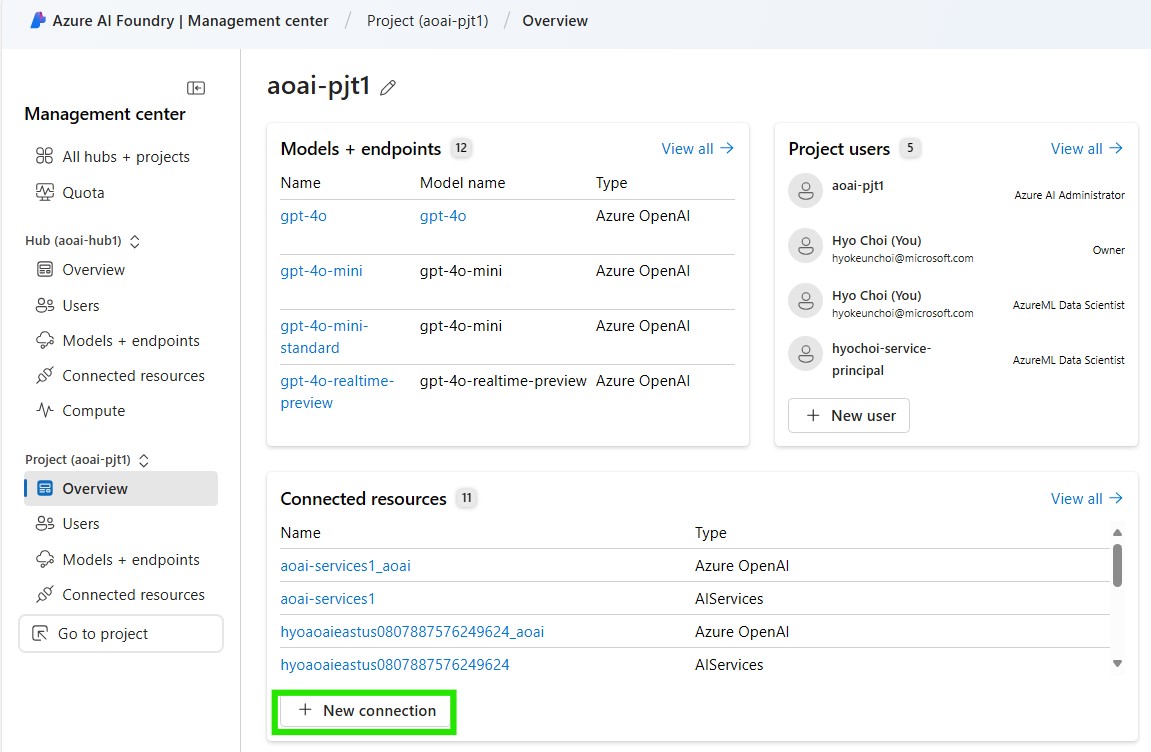 Azure AI Foundry | Management center / Project (aoai-pjt1) / Overview
Management center
All hubs + projects
Quota
Hub (aoai-hub1)
Overview
Users
Models + endpoints
Connected resources
Compute
Project (aoai-pjt1)
Overview
Users
Models + endpoints
Connected resources
Go to project
aoai-pjt1
Models + endpoints 12 View all
Name Model name Type
gpt-4o gpt-4o Azure OpenAI
gpt-4o-mini gpt-4o-mini Azure OpenAI
gpt-4o-mini- gpt-4o-mini Azure OpenAI
standard
gpt-4o-realtime- gpt-4o-realtime-preview Azure OpenAI
preview
Project users 5 View all
aoai-pjt1
Azure AI Administrator
Hyo Choi (You)
Owner
hyokeunchoi@microsoft.com
Hyo Choi (You)
AzureML Data Scientist
hyokeunchoi@microsoft.com
hyochoi-service-
AzureML Data Scientist
principal
+ New user
Connected resources 11 View all
Name Type
aoai-services1_aoai Azure OpenAI
aoai-services1 AIServices
hyoaoaieastus0807887576249624_aoai Azure OpenAI
hyoaoaieastus0807887576249624 AIServices
+ New connection